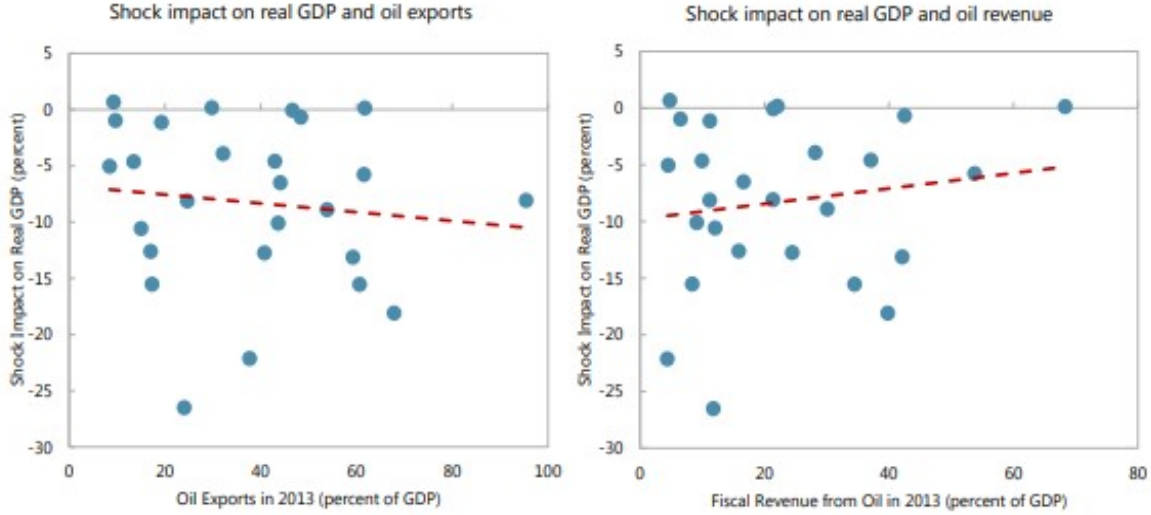 Shock impact on real GDP and oil exports
Shock Impact on Real GDP (percent)
5
0
-5
-10
-15
-20
-25
-30
0 20 40 60 80 100
Oil Exports in 2013 (percent of GDP)
Shock impact on real GDP and oil revenue
Shock Impact on Real GDP (percent)
5
0
-5
-10
-15
-20
-25
-30
0 20 40 60 80
Fiscal Revenue from Oil in 2013 (percent of GDP)